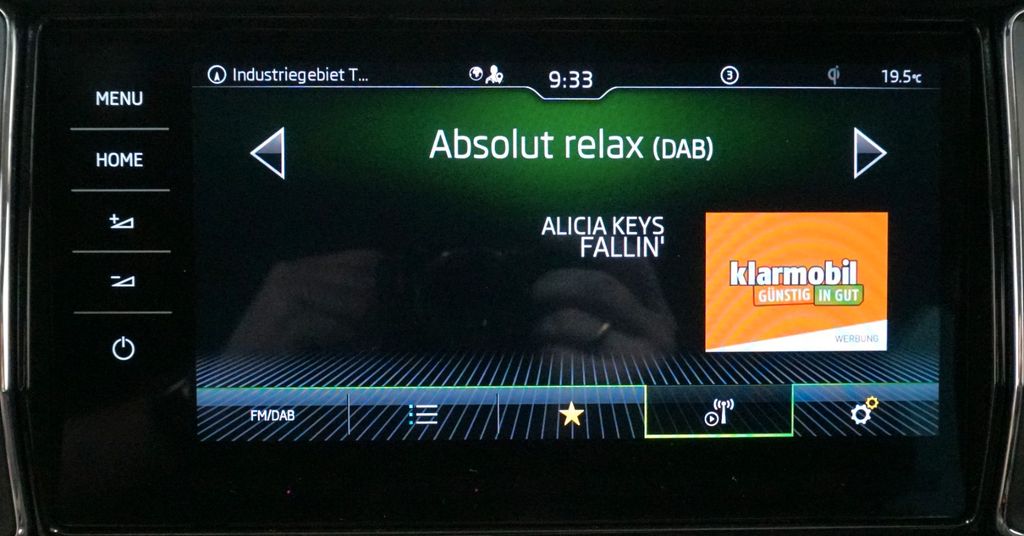 Industriegebiet T...
9:33
3
19.5°C
MENU
HOME
Absolut relax (DAB)
ALICIA KEYS
FALLIN'
klarmobil
GÜNSTIG IN GUT
WERBUNG
FM/DAB